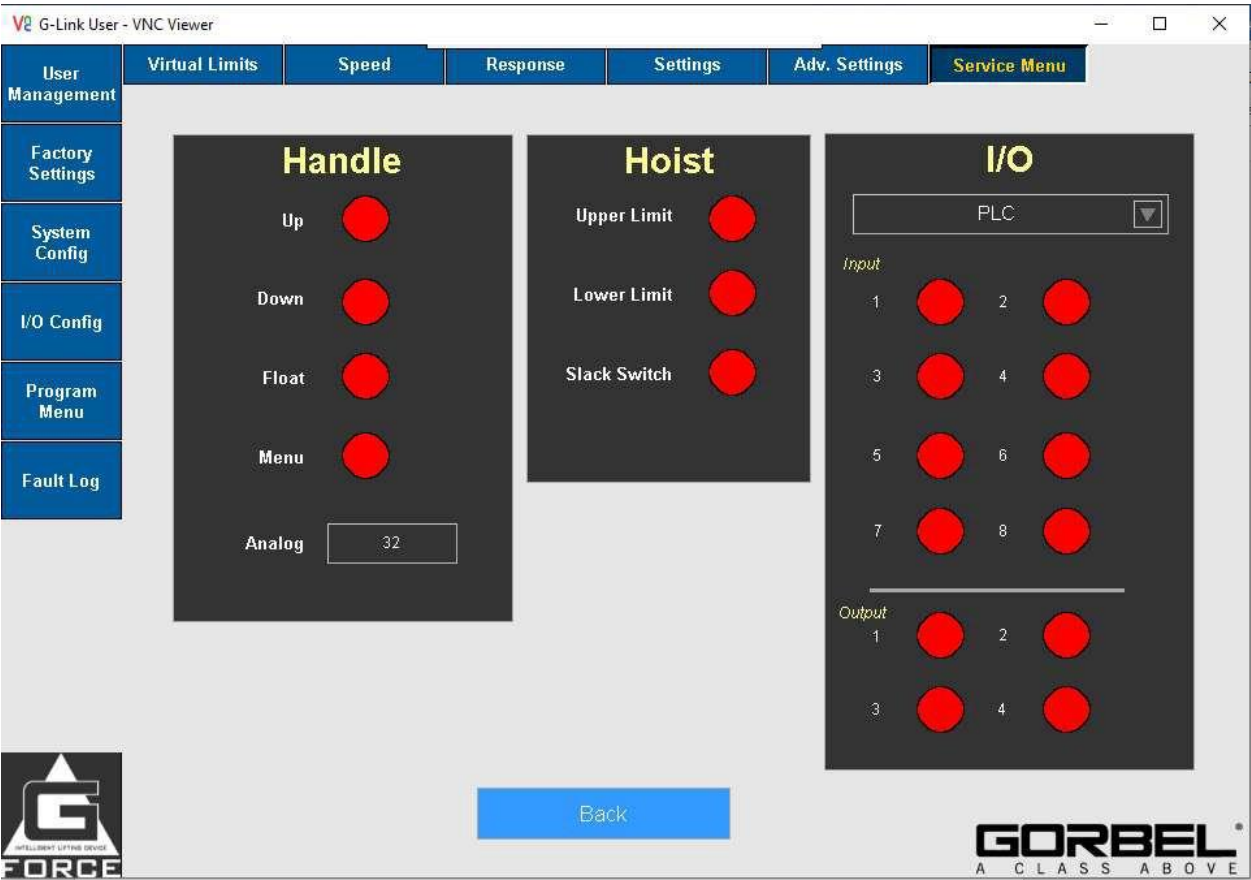 G-Link User - VNC Viewer
Virtual Limits
Speed
Response
Settings
Adv. Settings
Service Menu
User
Management
Factory
Settings
System
Config
I/O Config
Program
Menu
Fault Log
Handle
Up
Down
Float
Menu
Analog
32
Hoist
Upper Limit
Lower Limit
Slack Switch
I/O
PLC
Input
1 2
3 4
5 6
7 8
Output
1 2
3 4
Back
G
INTELLIGENT LIFTING DEVICE
FORCE
GORBEL
A CLASS ABOVE